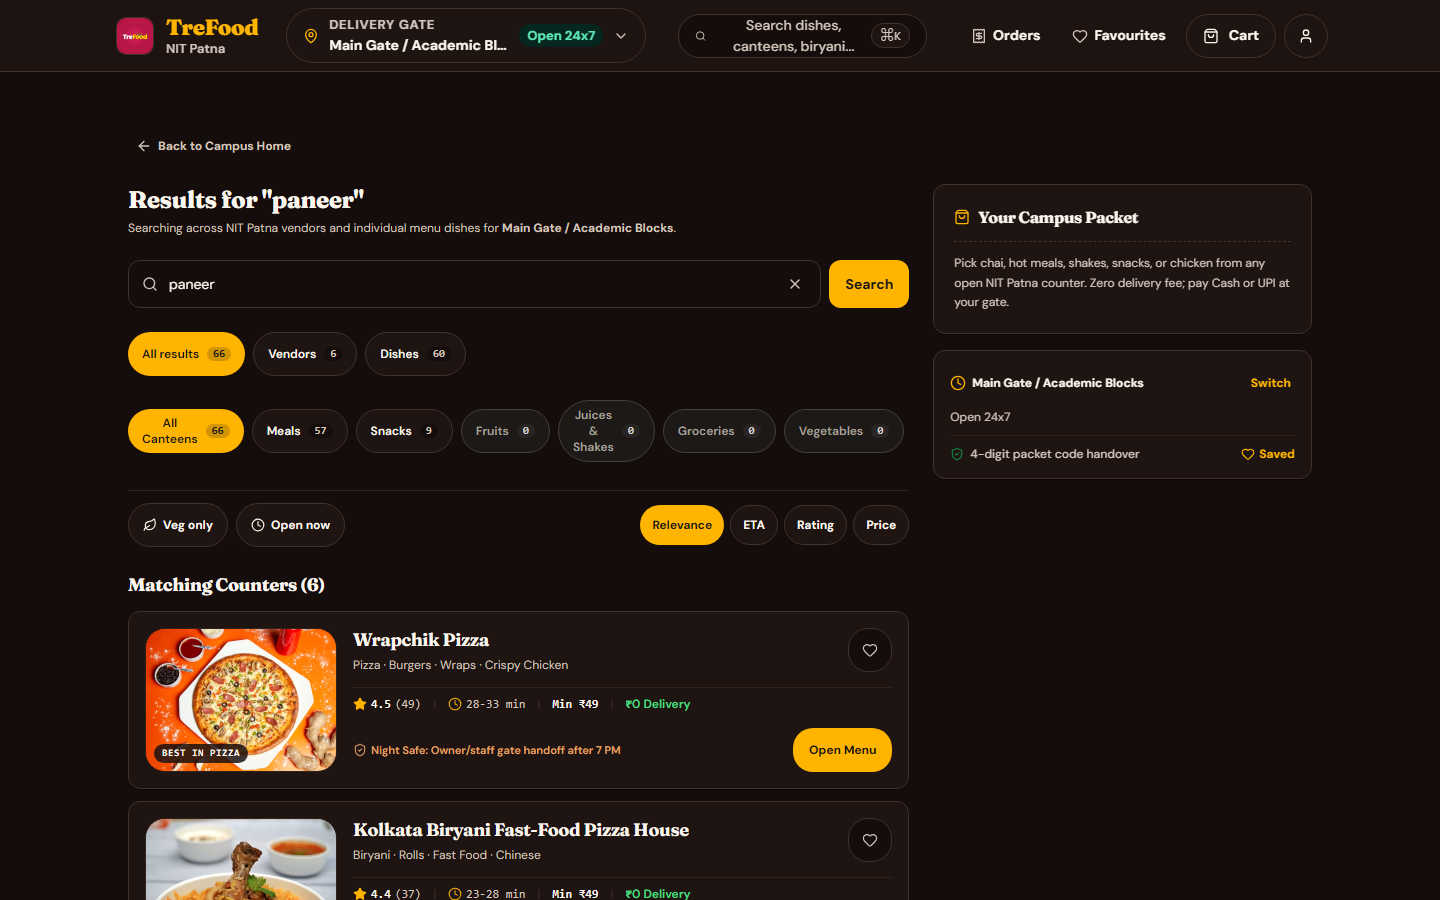 TreFood
TreFood
NIT Patna
DELIVERY GATE
Main Gate / Academic Bl...
Open 24x7
Search dishes,
canteens, biryani...
⌘K
Orders
Favourites
Cart
Back to Campus Home
Results for "paneer"
Searching across NIT Patna vendors and individual menu dishes for Main Gate / Academic Blocks.
paneer
Search
All results 66
Vendors 6
Dishes 60
All
Canteens 66
Meals 57
Snacks 9
Fruits 0
Juices
&
Shakes 0
Groceries 0
Vegetables 0
Veg only
Open now
Relevance
ETA
Rating
Price
Matching Counters (6)
Wrapchik Pizza
Pizza · Burgers · Wraps · Crispy Chicken
4.5 (49) | 28-33 min | Min ₹49 | ₹0 Delivery
BEST IN PIZZA
Night Safe: Owner/staff gate handoff after 7 PM
Open Menu
Kolkata Biryani Fast-Food Pizza House
Biryani · Rolls · Fast Food · Chinese
4.4 (37) | 23-28 min | Min ₹49 | ₹0 Delivery
Your Campus Packet
Pick chai, hot meals, shakes, snacks, or chicken from any
open NIT Patna counter. Zero delivery fee; pay Cash or UPI at
your gate.
Main Gate / Academic Blocks
Switch
Open 24x7
4-digit packet code handover
Saved